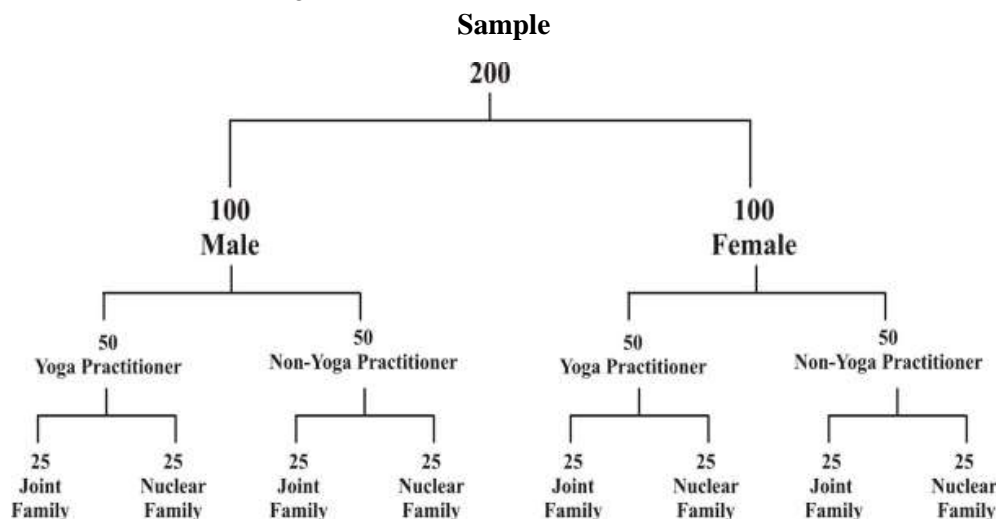 Sample
200
100 100
Male Female
50 50 50 50
Yoga Practitioner Non-Yoga Practitioner Yoga Practitioner Non-Yoga Practitioner
25 25 25 25 25 25 25 25
Joint Nuclear Joint Nuclear Joint Nuclear Joint Nuclear
Family Family Family Family Family Family Family Family